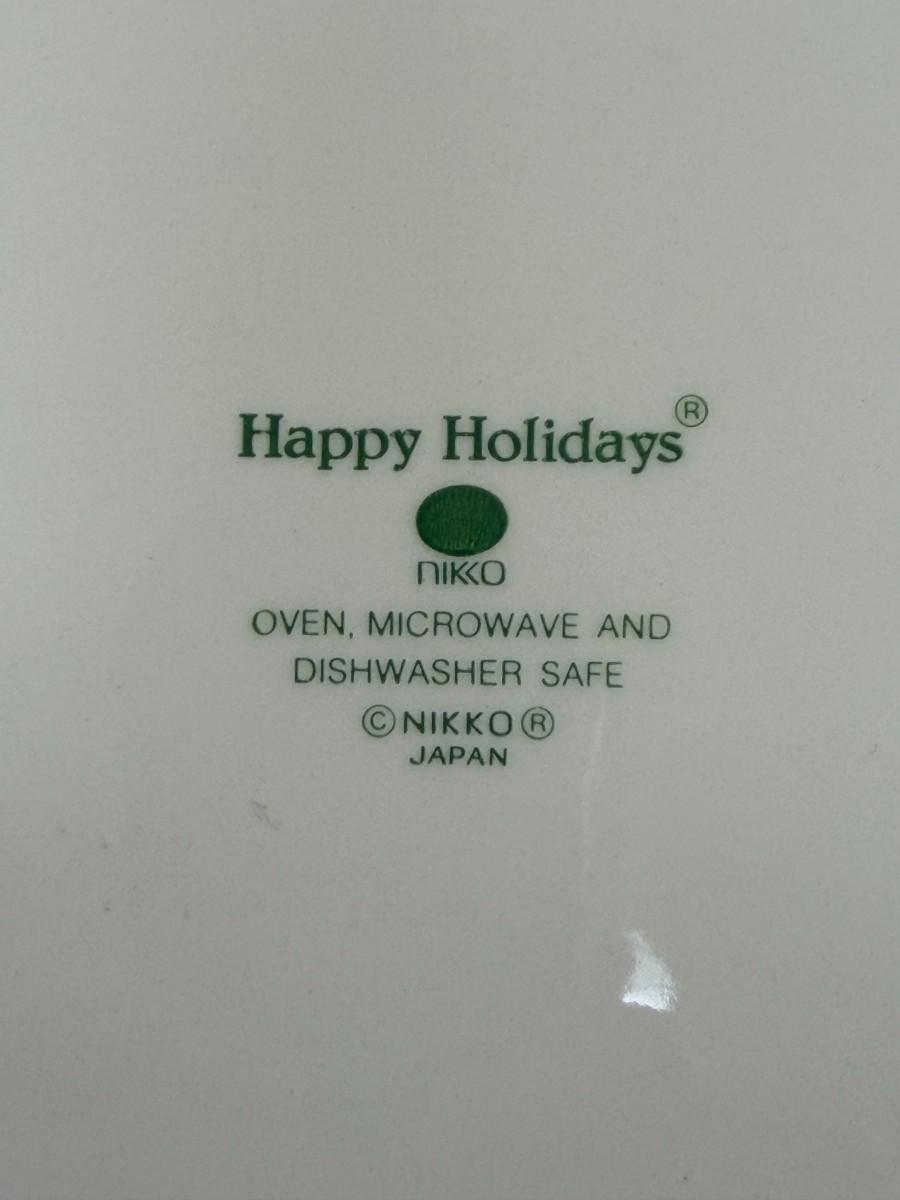 Happy Holidays®
NIKKO
OVEN, MICROWAVE AND
DISHWASHER SAFE
© NIKKO ®
JAPAN